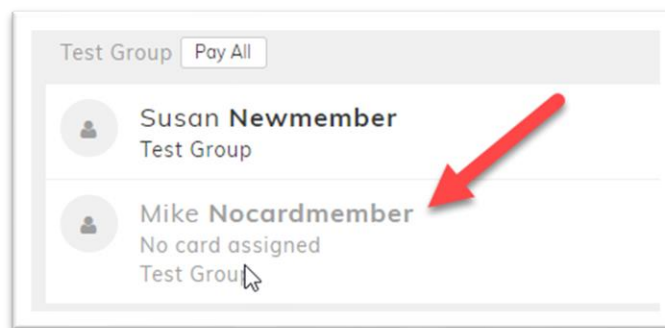 Test Group Pay All
Susan Newmember
Test Group
Mike Nocardmember
No card assigned
Test Group